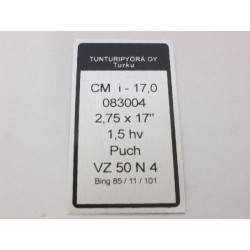 TUNTURIPYÖRÄ OY
Turku
CM i - 17,0
083004
2,75 x 17"
1,5 hv
Puch
VZ 50 N 4
Bing 85 / 11 / 101